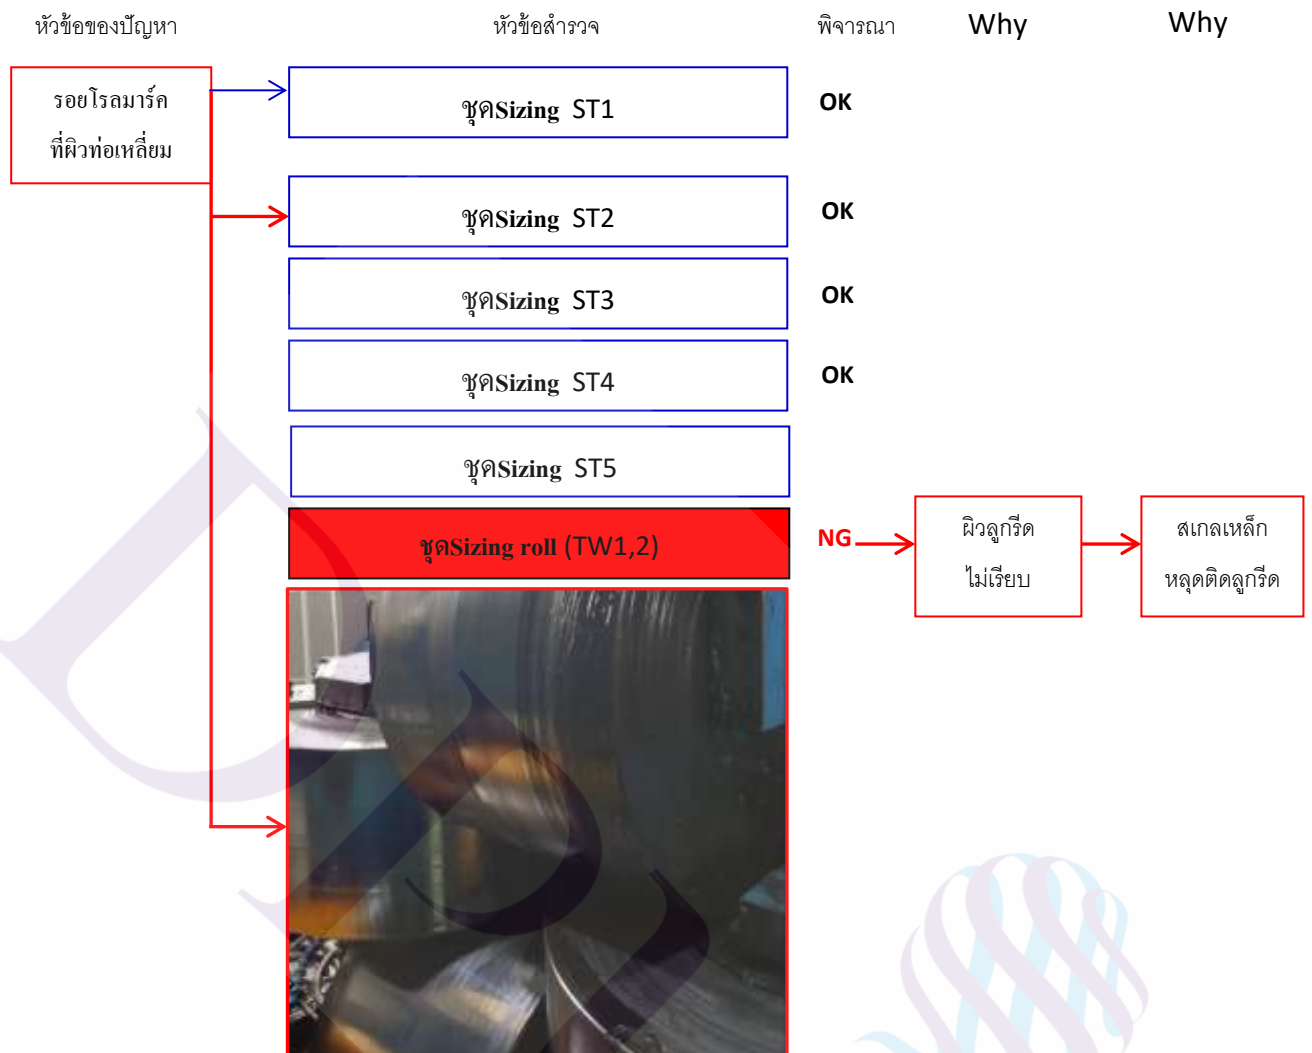 หัวข้อของปัญหา หัวข้อสำรวจ พิจารณา Why Why
รอยโรลมาร์ค
ที่ผิวท่อเหลี่ยม
ชุดSizing ST1 OK
ชุดSizing ST2 OK
ชุดSizing ST3 OK
ชุดSizing ST4 OK
ชุดSizing ST5
ชุดSizing roll (TW1,2) NG
ผิวลูกรีด
ไม่เรียบ
สเกลเหล็ก
หลุดติดลูกรีด